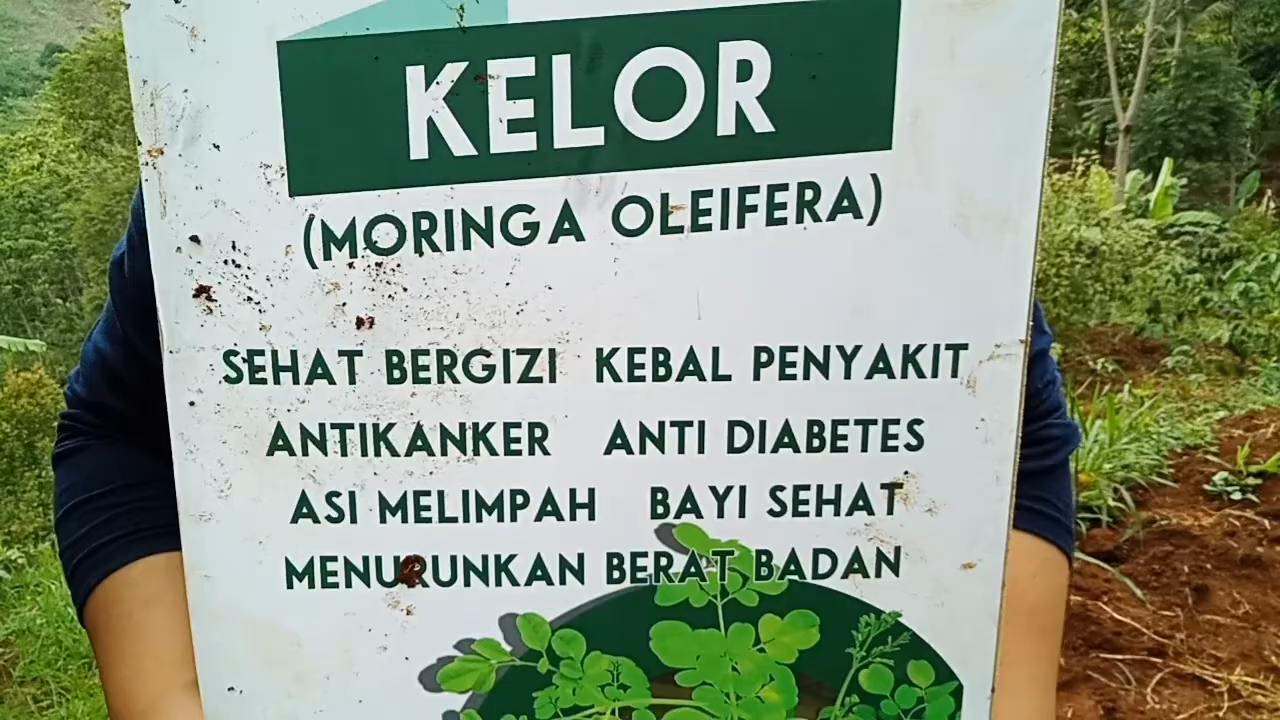 KELOR
(MORINGA OLEIFERA)
SEHAT BERGIZI KEBAL PENYAKIT
ANTIKANKER ANTI DIABETES
ASI MELIMPAH BAYI SEHAT
MENURUNKAN BERAT BADAN